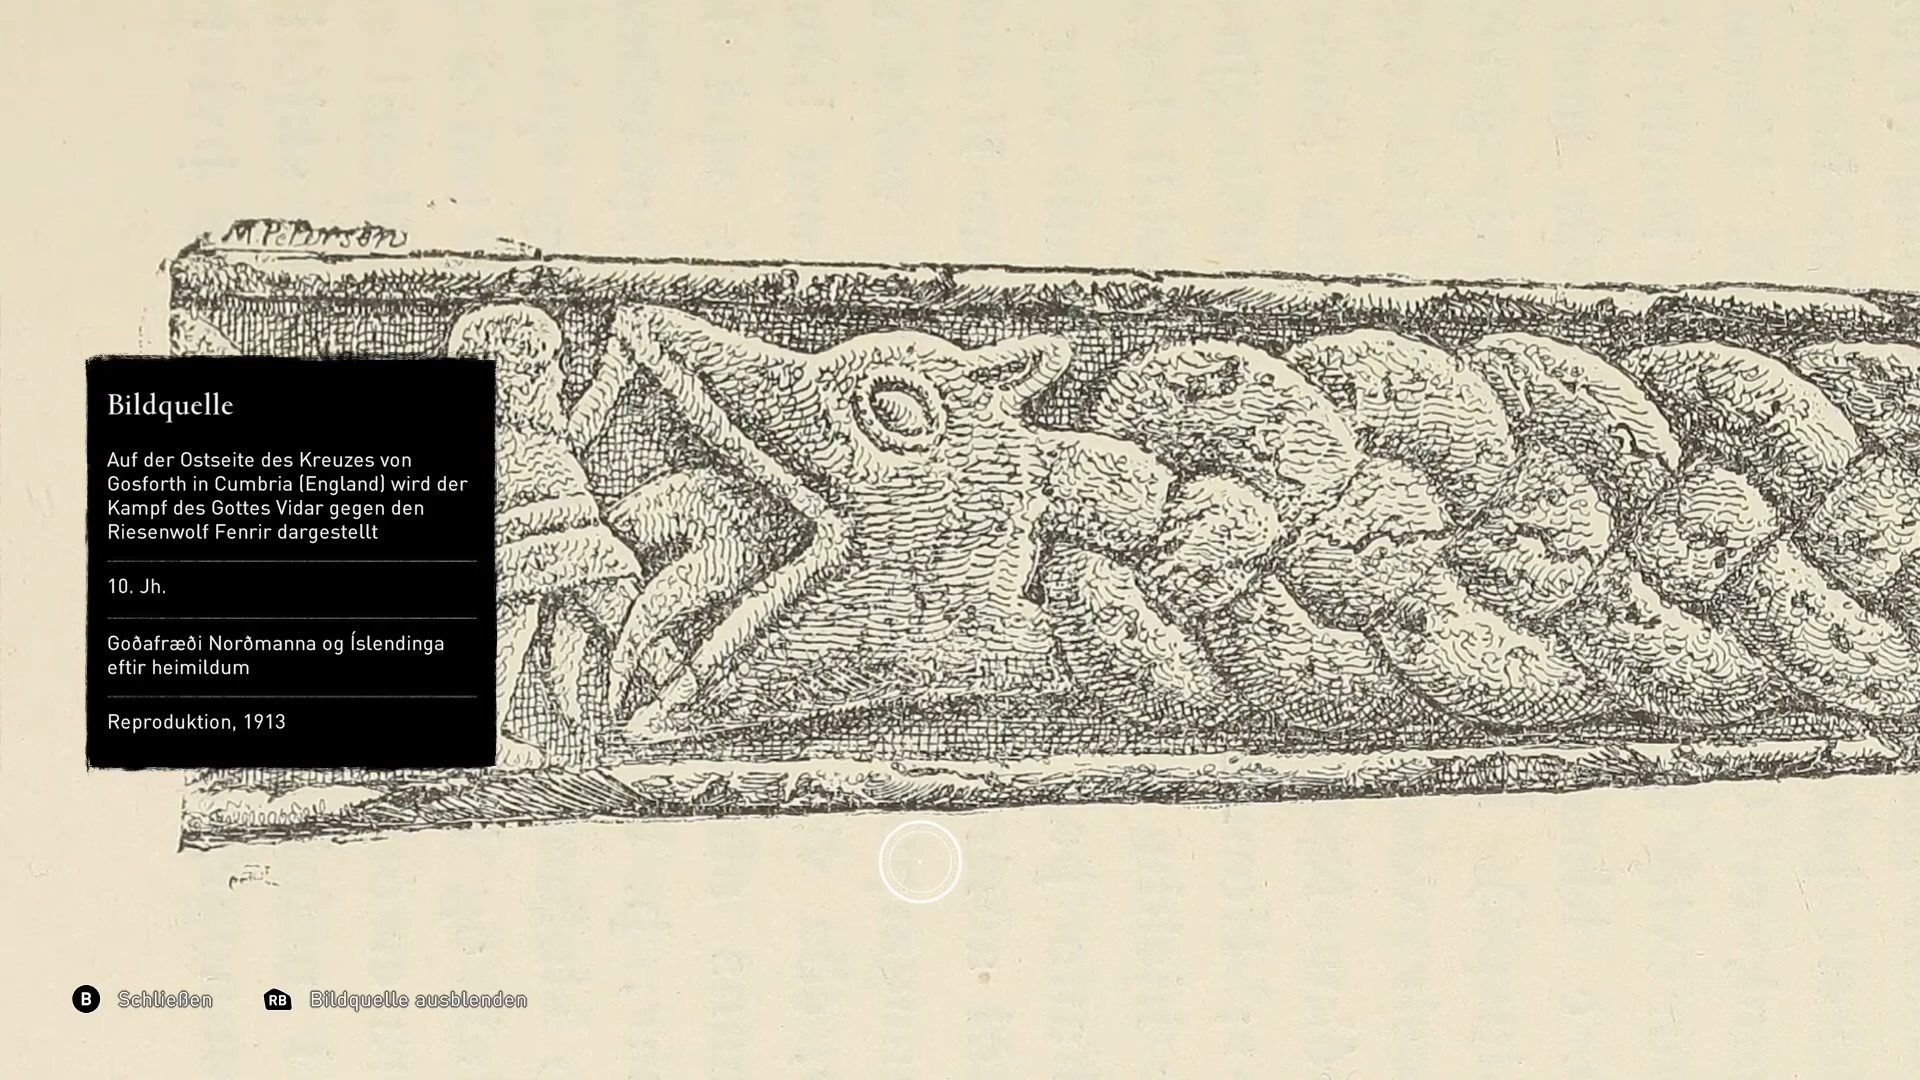 M. Petersen
Bildquelle
Auf der Ostseite des Kreuzes von
Gosforth in Cumbria (England) wird der
Kampf des Gottes Vidar gegen den
Riesenwolf Fenrir dargestellt
10. Jh.
Goðafræði Norðmanna og Íslendinga
eftir heimildum
Reproduktion, 1913
B Schließen
RB Bildquelle ausblenden